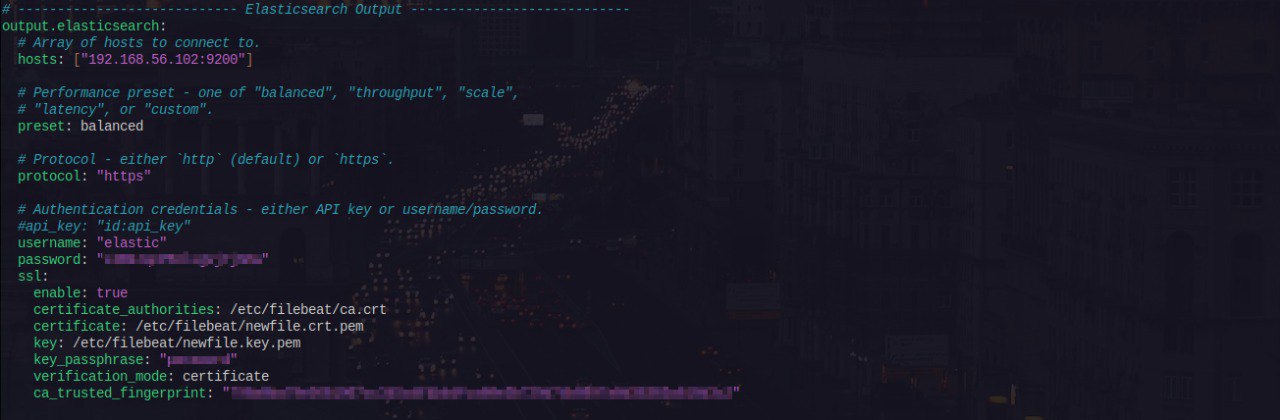 # ---------------------------- Elasticsearch Output ----------------------------
output.elasticsearch:
  # Array of hosts to connect to.
  hosts: ["192.168.56.102:9200"]
  # Performance preset - one of "balanced", "throughput", "scale",
  # "latency", or "custom".
  preset: balanced
  # Protocol - either `http` (default) or `https`.
  protocol: "https"
  # Authentication credentials - either API key or username/password.
  #api_key: "id:api_key"
  username: "elastic"
  password: ""
  ssl:
    enable: true
    certificate_authorities: /etc/filebeat/ca.crt
    certificate: /etc/filebeat/newfile.crt.pem
    key: /etc/filebeat/newfile.key.pem
    key_passphrase: ""
    verification_mode: certificate
    ca_trusted_fingerprint: ""